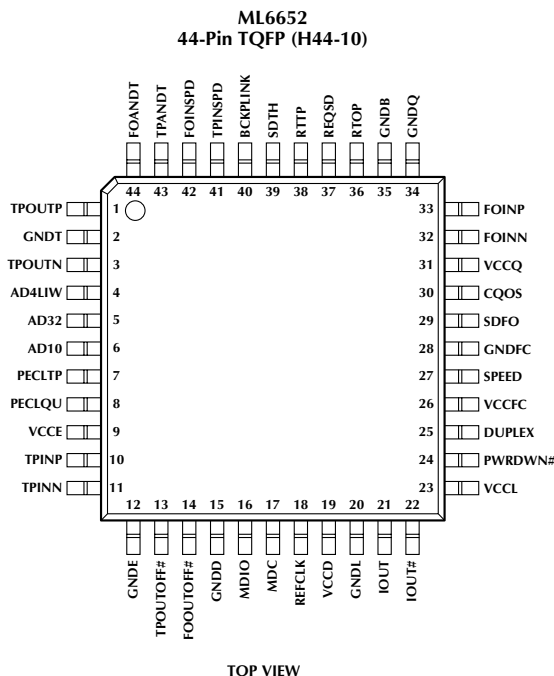 ML6652
44-Pin TQFP (H44-10)
FOANDT
TPANDT
FOINSPD
TPINSPD
BCKPLINK
SDTH
RTTP
REQSD
RTOP
GNDB
GNDQ
44 43 42 41 40 39 38 37 36 35 34
TPOUTP 1
GNDT 2
TPOUTN 3
AD4LIW 4
AD32 5
AD10 6
PECLTP 7
PECLQU 8
VCCE 9
TPINP 10
TPINN 11
33 FOINP
32 FOINN
31 VCCQ
30 CQOS
29 SDFO
28 GNDFC
27 SPEED
26 VCCFC
25 DUPLEX
24 PWRDWN#
23 VCCL
12 13 14 15 16 17 18 19 20 21 22
GNDE
TPOUTOFF#
FOOUTOFF#
GNDD
MDIO
MDC
REFCLK
VCCD
GNDL
IOUT
IOUT#
TOP VIEW